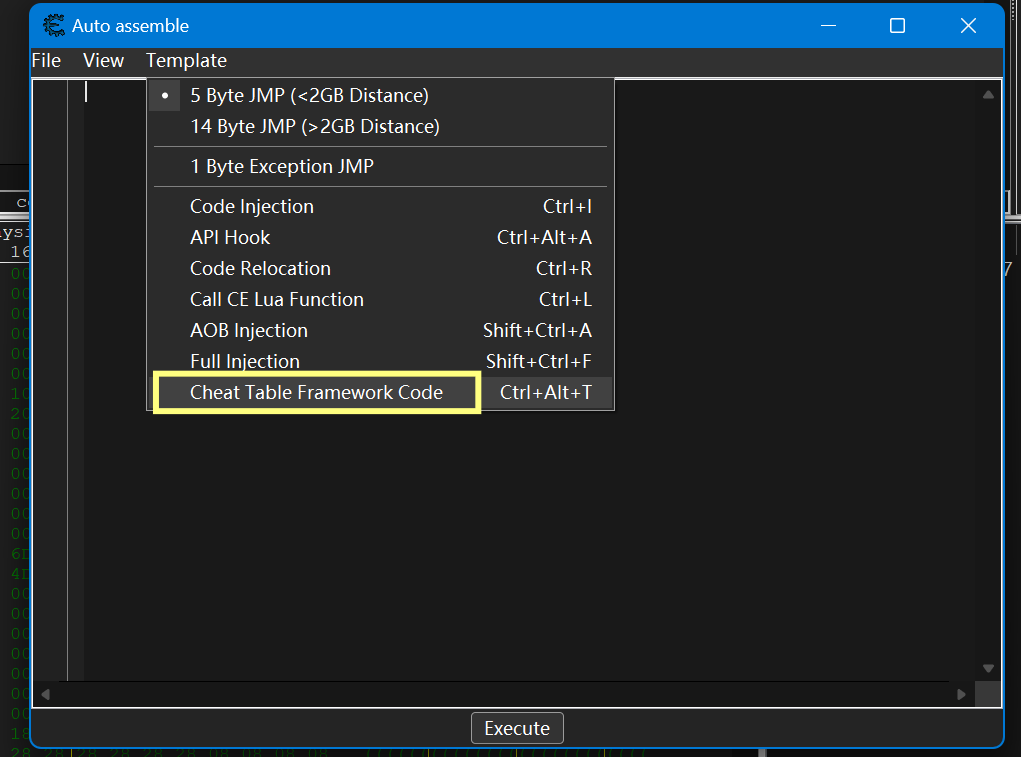 Auto assemble
File View Template
5 Byte JMP (<2GB Distance)
14 Byte JMP (>2GB Distance)
1 Byte Exception JMP
Code Injection Ctrl+I
API Hook Ctrl+Alt+A
Code Relocation Ctrl+R
Call CE Lua Function Ctrl+L
AOB Injection Shift+Ctrl+A
Full Injection Shift+Ctrl+F
Cheat Table Framework Code Ctrl+Alt+T
Execute